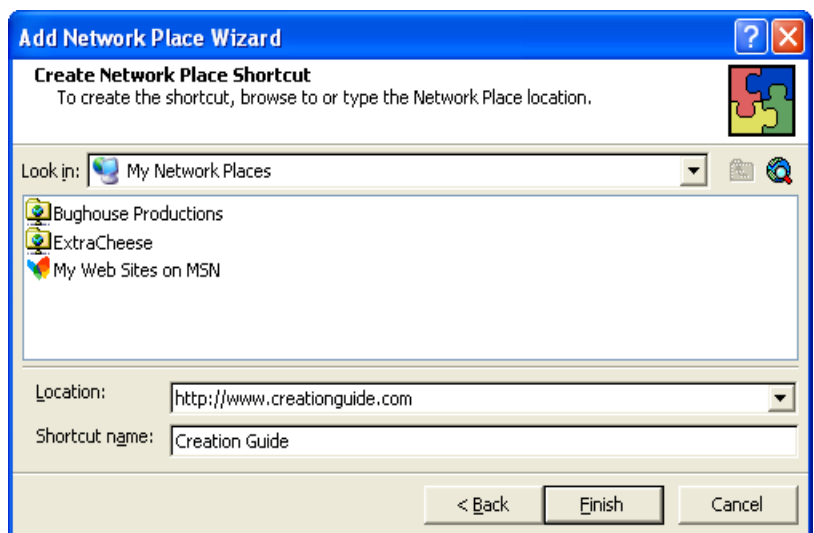 Add Network Place Wizard
?
Create Network Place Shortcut
To create the shortcut, browse to or type the Network Place location.
Look in: My Network Places
Bughouse Productions
ExtraCheese
My Web Sites on MSN
Location: http://www.creationguide.com
Shortcut name: Creation Guide
< Back Finish Cancel